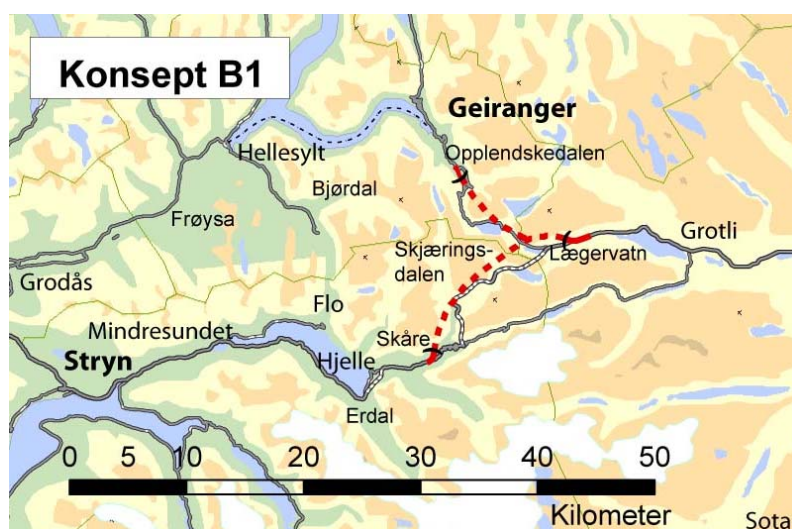 Konsept B1
Geiranger
Opplendskedalen
Hellesylt
Bjørdal
Frøysa
Grotli
Skjærings-
dalen
Lægervatn
Grodås
Flo
Mindresundet
Skåre
Stryn
Hjelle
Erdal
0 5 10 20 30 40 50
Kilometer
Sota